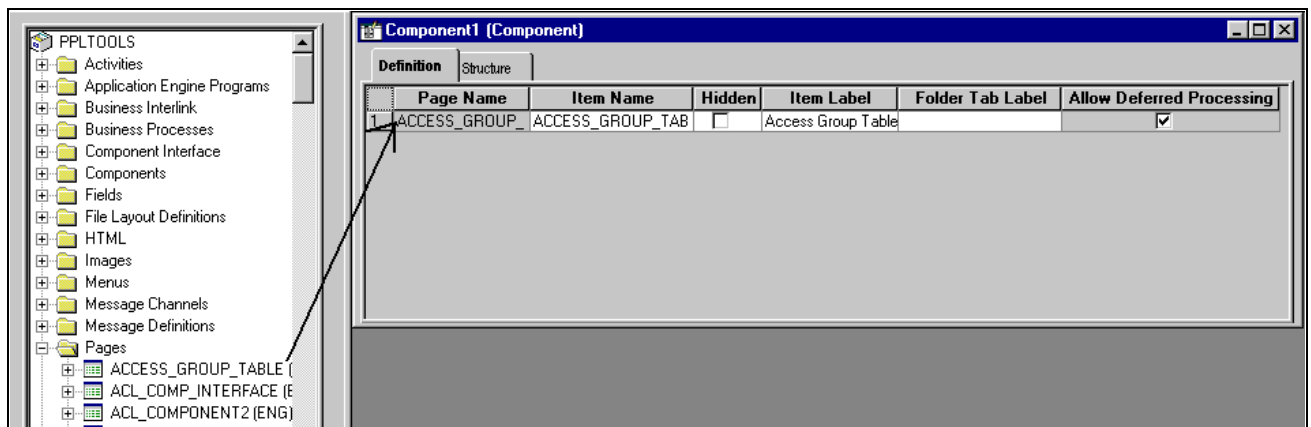 PPLTOOLS
Activities
Application Engine Programs
Business Interlink
Business Processes
Component Interface
Components
Fields
File Layout Definitions
HTML
Images
Menus
Message Channels
Message Definitions
Pages
ACCESS_GROUP_TABLE (
ACL_COMP_INTERFACE (E
ACL_COMPONENT2 (ENG)
Component1 (Component)
Definition Structure
Page Name Item Name Hidden Item Label Folder Tab Label Allow Deferred Processing
1 ACCESS_GROUP_ ACCESS_GROUP_TAB Access Group Table